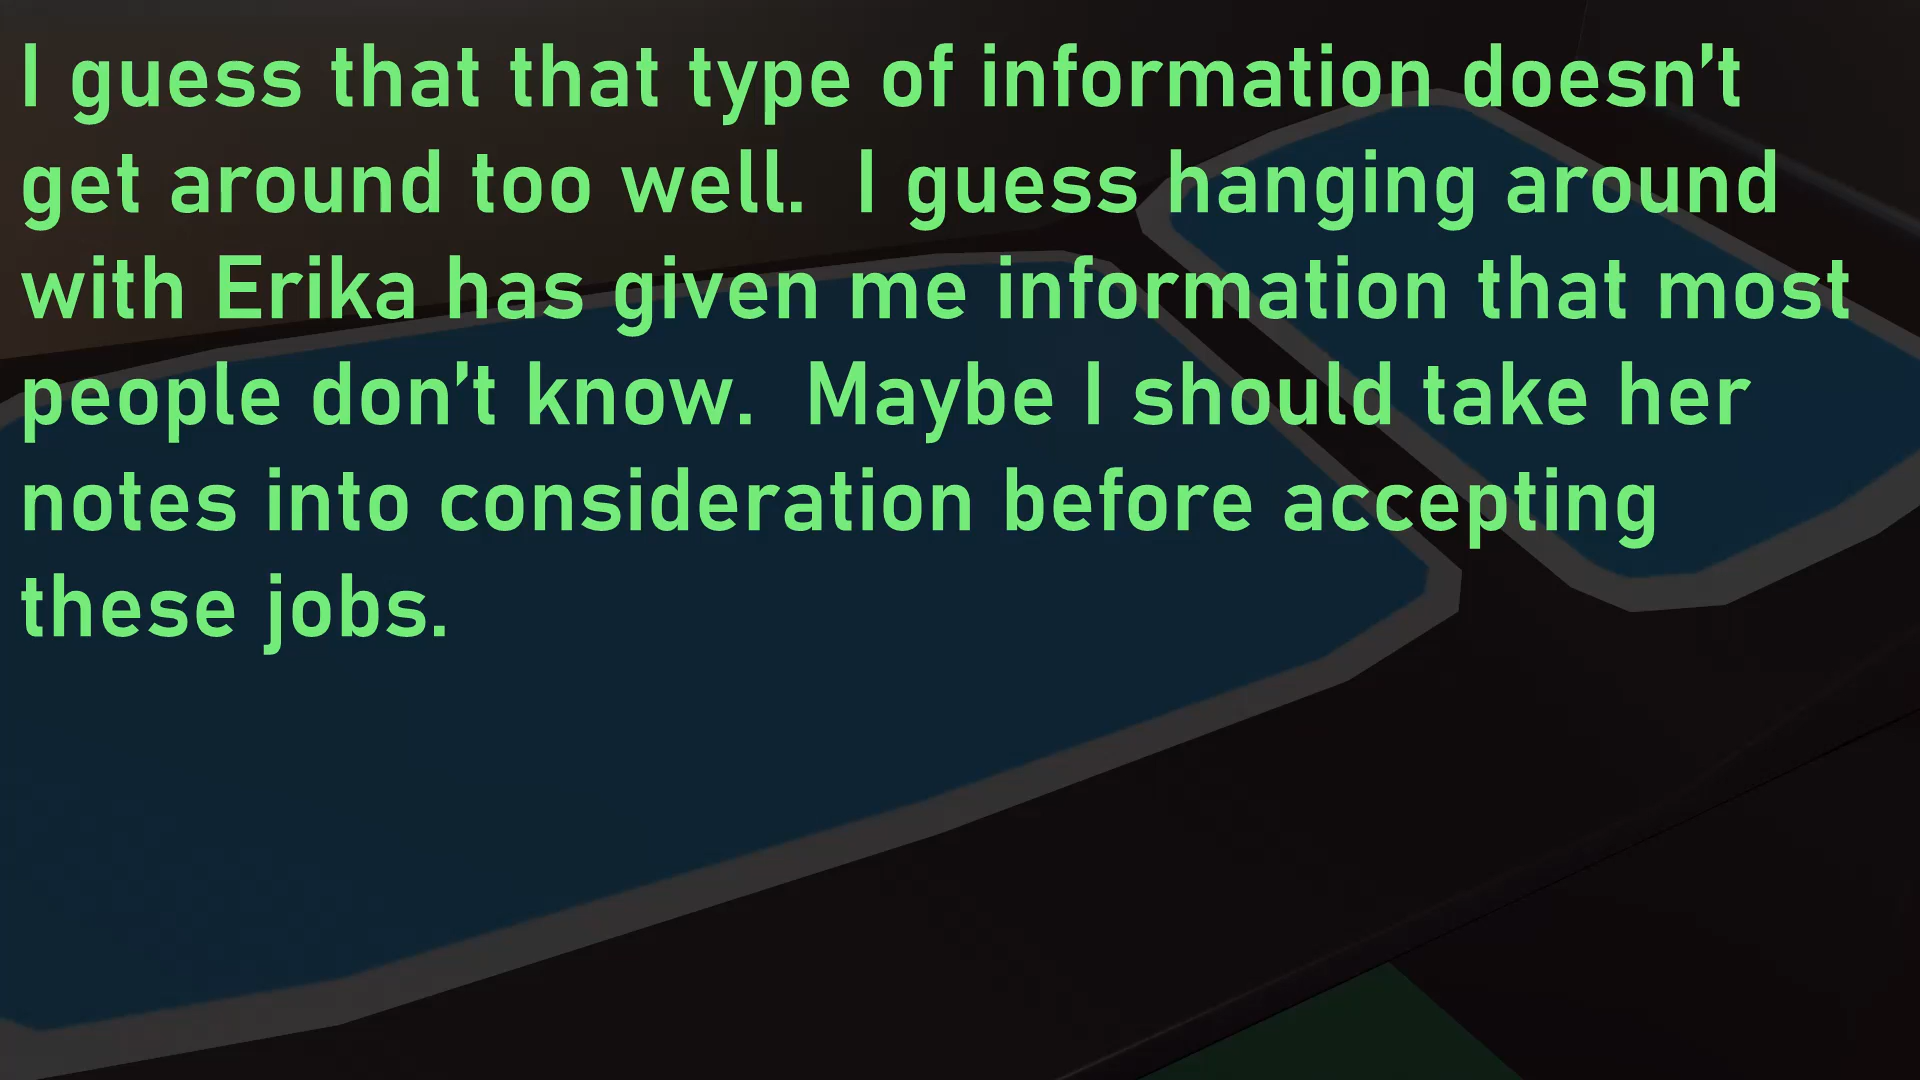 I guess that that type of information doesn’t
get around too well.  I guess hanging around
with Erika has given me information that most
people don’t know.  Maybe I should take her
notes into consideration before accepting
these jobs.